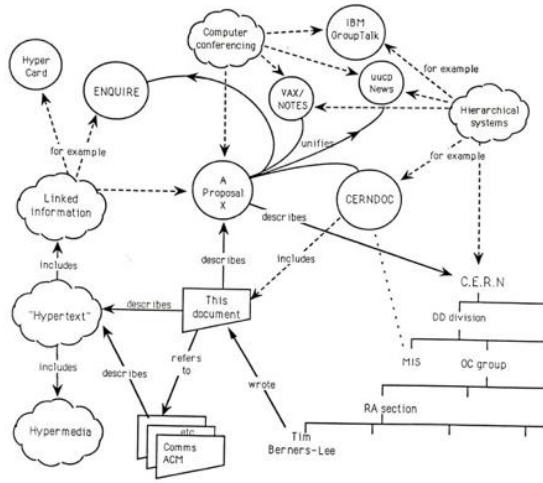 Hyper
Card
ENQUIRE
Computer
conferencing
IBM
GroupTalk
VAX/
NOTES
uucp
News
for example
Hierarchical
systems
for example
unifies
for example
Linked
information
A
Proposal
X
CERNDOC
describes
includes
describes
includes
C.E.R.N
DD division
"Hypertext"
describes
This
document
MIS
OC group
includes
describes
refers
to
wrote
RA section
Hypermedia
etc
Comms
ACM
Tim
Berners-Lee